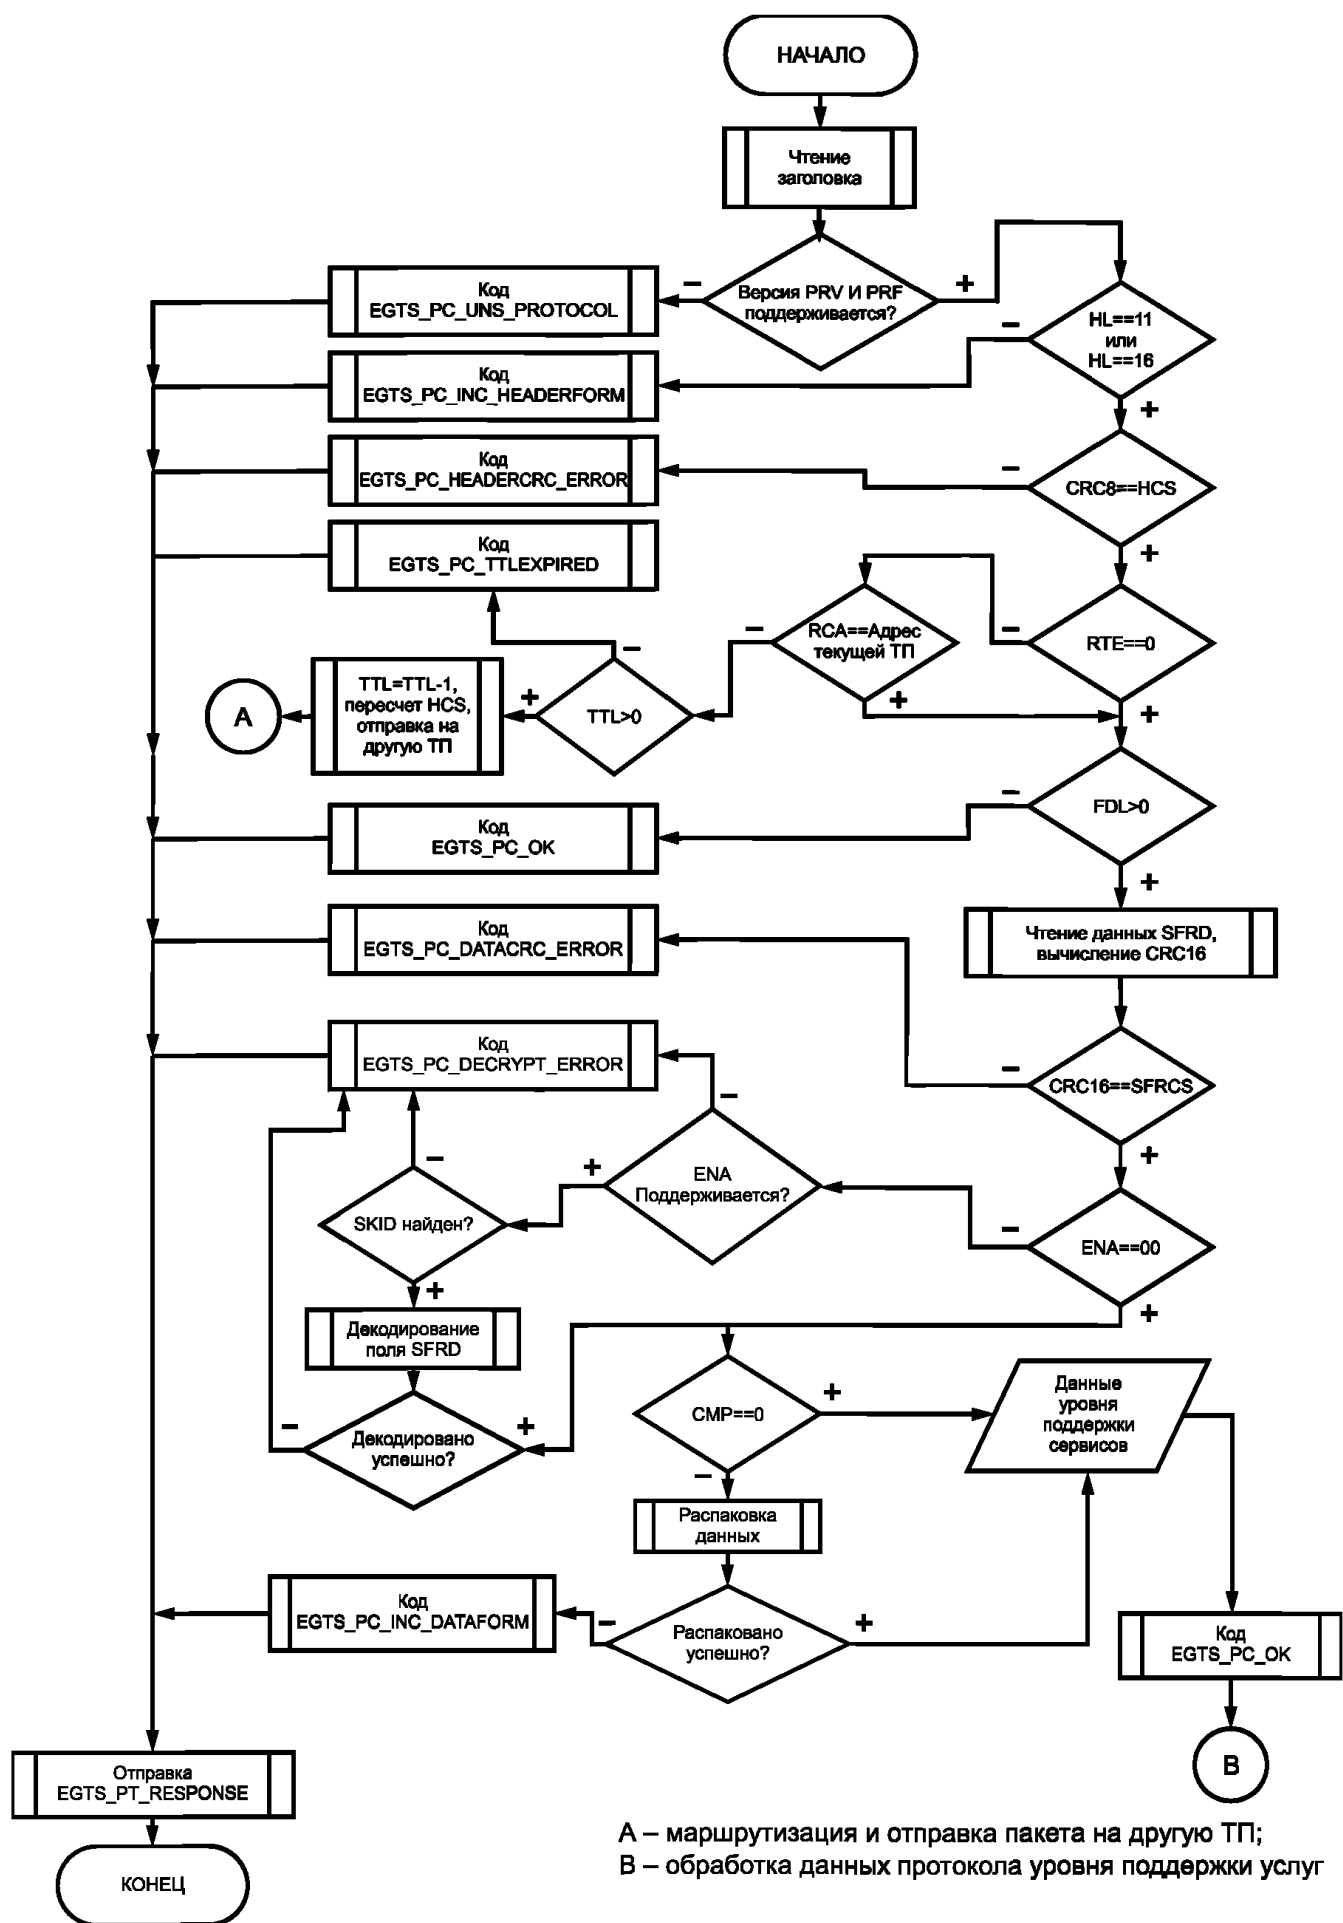 НАЧАЛО
Чтение
заголовка
Версия PRV И PRF
поддерживается?
−
+
Код
EGTS_PC_UNS_PROTOCOL
HL==11
или
HL==16
−
+
Код
EGTS_PC_INC_HEADERFORM
Код
EGTS_PC_HEADERCRC_ERROR
CRC8==HCS
−
+
Код
EGTS_PC_TTLEXPIRED
RTE==0
−
+
RCA==Адрес
текущей ТП
−
+
TTL>0
−
+
TTL=TTL-1,
пересчет HCS,
отправка на
другую ТП
A
FDL>0
−
+
Код
EGTS_PC_OK
Чтение данных SFRD,
вычисление CRC16
Код
EGTS_PC_DATACRC_ERROR
CRC16==SFRCS
−
+
Код
EGTS_PC_DECRYPT_ERROR
ENA
Поддерживается?
−
+
ENA==00
−
+
SKID найден?
−
+
Декодирование
поля SFRD
Декодировано
успешно?
−
+
CMP==0
+
−
Данные
уровня
поддержки
сервисов
Распаковка
данных
Распаковано
успешно?
−
+
Код
EGTS_PC_INC_DATAFORM
Код
EGTS_PC_OK
B
Отправка
EGTS_PT_RESPONSE
КОНЕЦ
А – маршрутизация и отправка пакета на другую ТП;
В – обработка данных протокола уровня поддержки услуг